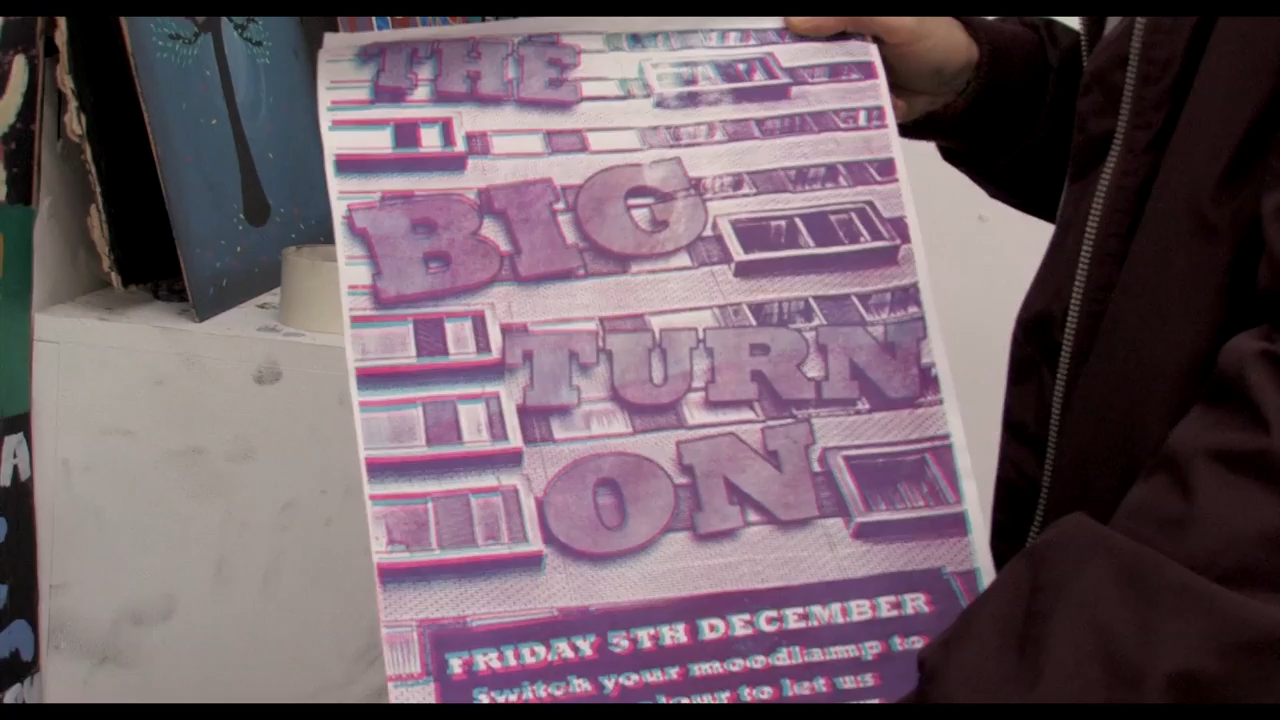 THE
BIG
TURN
ON
FRIDAY 5TH DECEMBER
Switch your moodlamp to
to let us
A